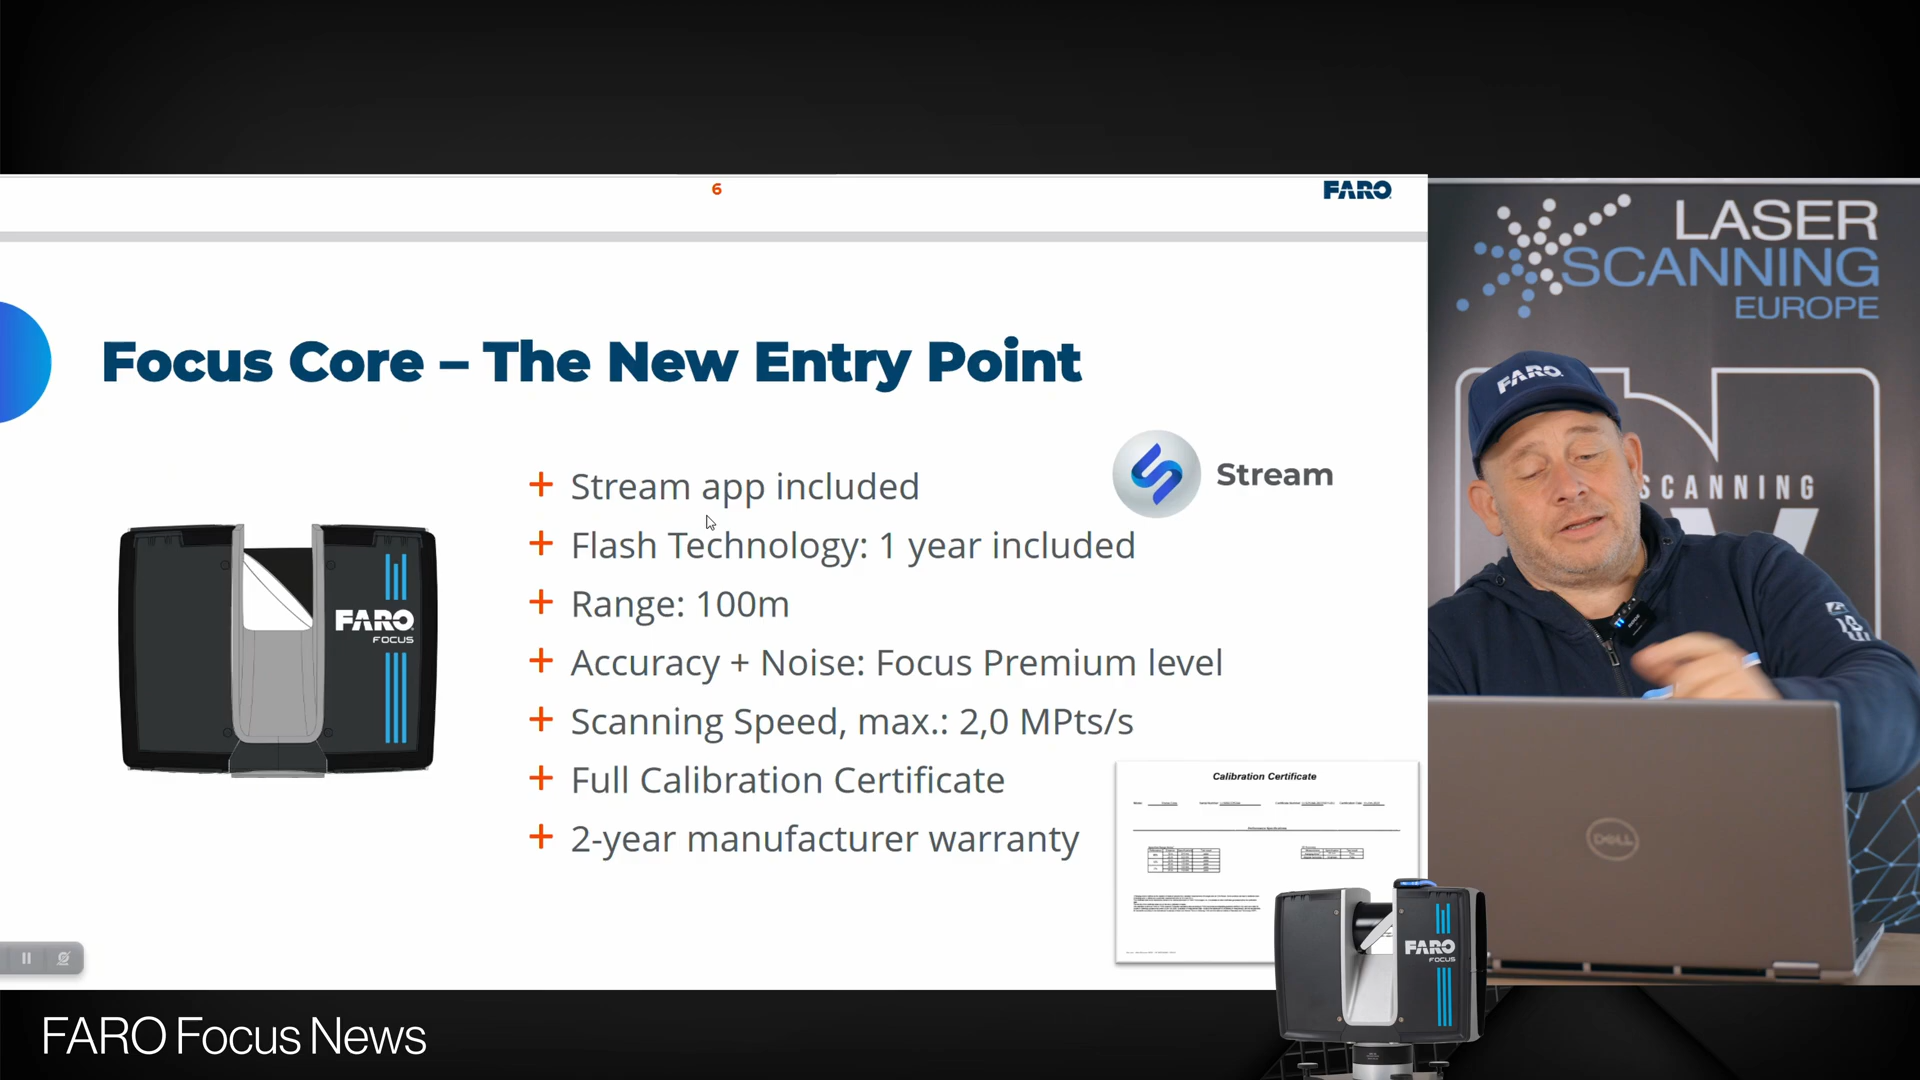 6
FARO
LASER
SCANNING
EUROPE
Focus Core – The New Entry Point
+ Stream app included
+ Flash Technology: 1 year included
+ Range: 100m
+ Accuracy + Noise: Focus Premium level
+ Scanning Speed, max.: 2,0 MPts/s
+ Full Calibration Certificate
+ 2-year manufacturer warranty
Stream
FARO
FOCUS
Calibration Certificate
FARO
SCANNING
DELL
FARO
FOCUS
FARO Focus News